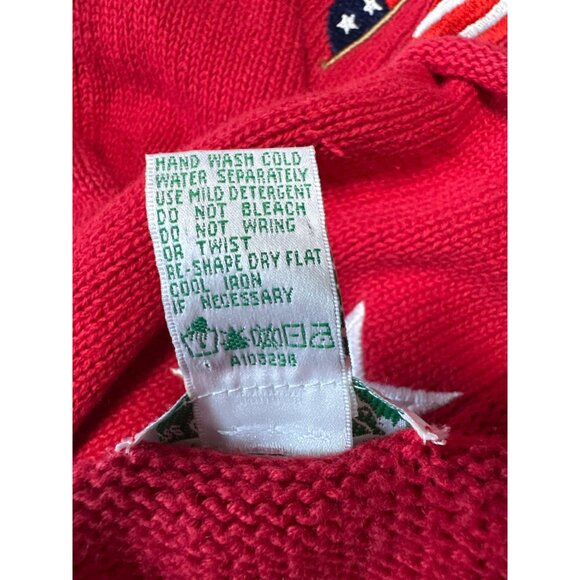 HAND WASH COLD
WATER SEPARATELY
USE MILD DETERGENT
DO NOT BLEACH
DO NOT WRING
OR TWIST
RE-SHAPE DRY FLAT
COOL IRON
IF NECESSARY
A103298